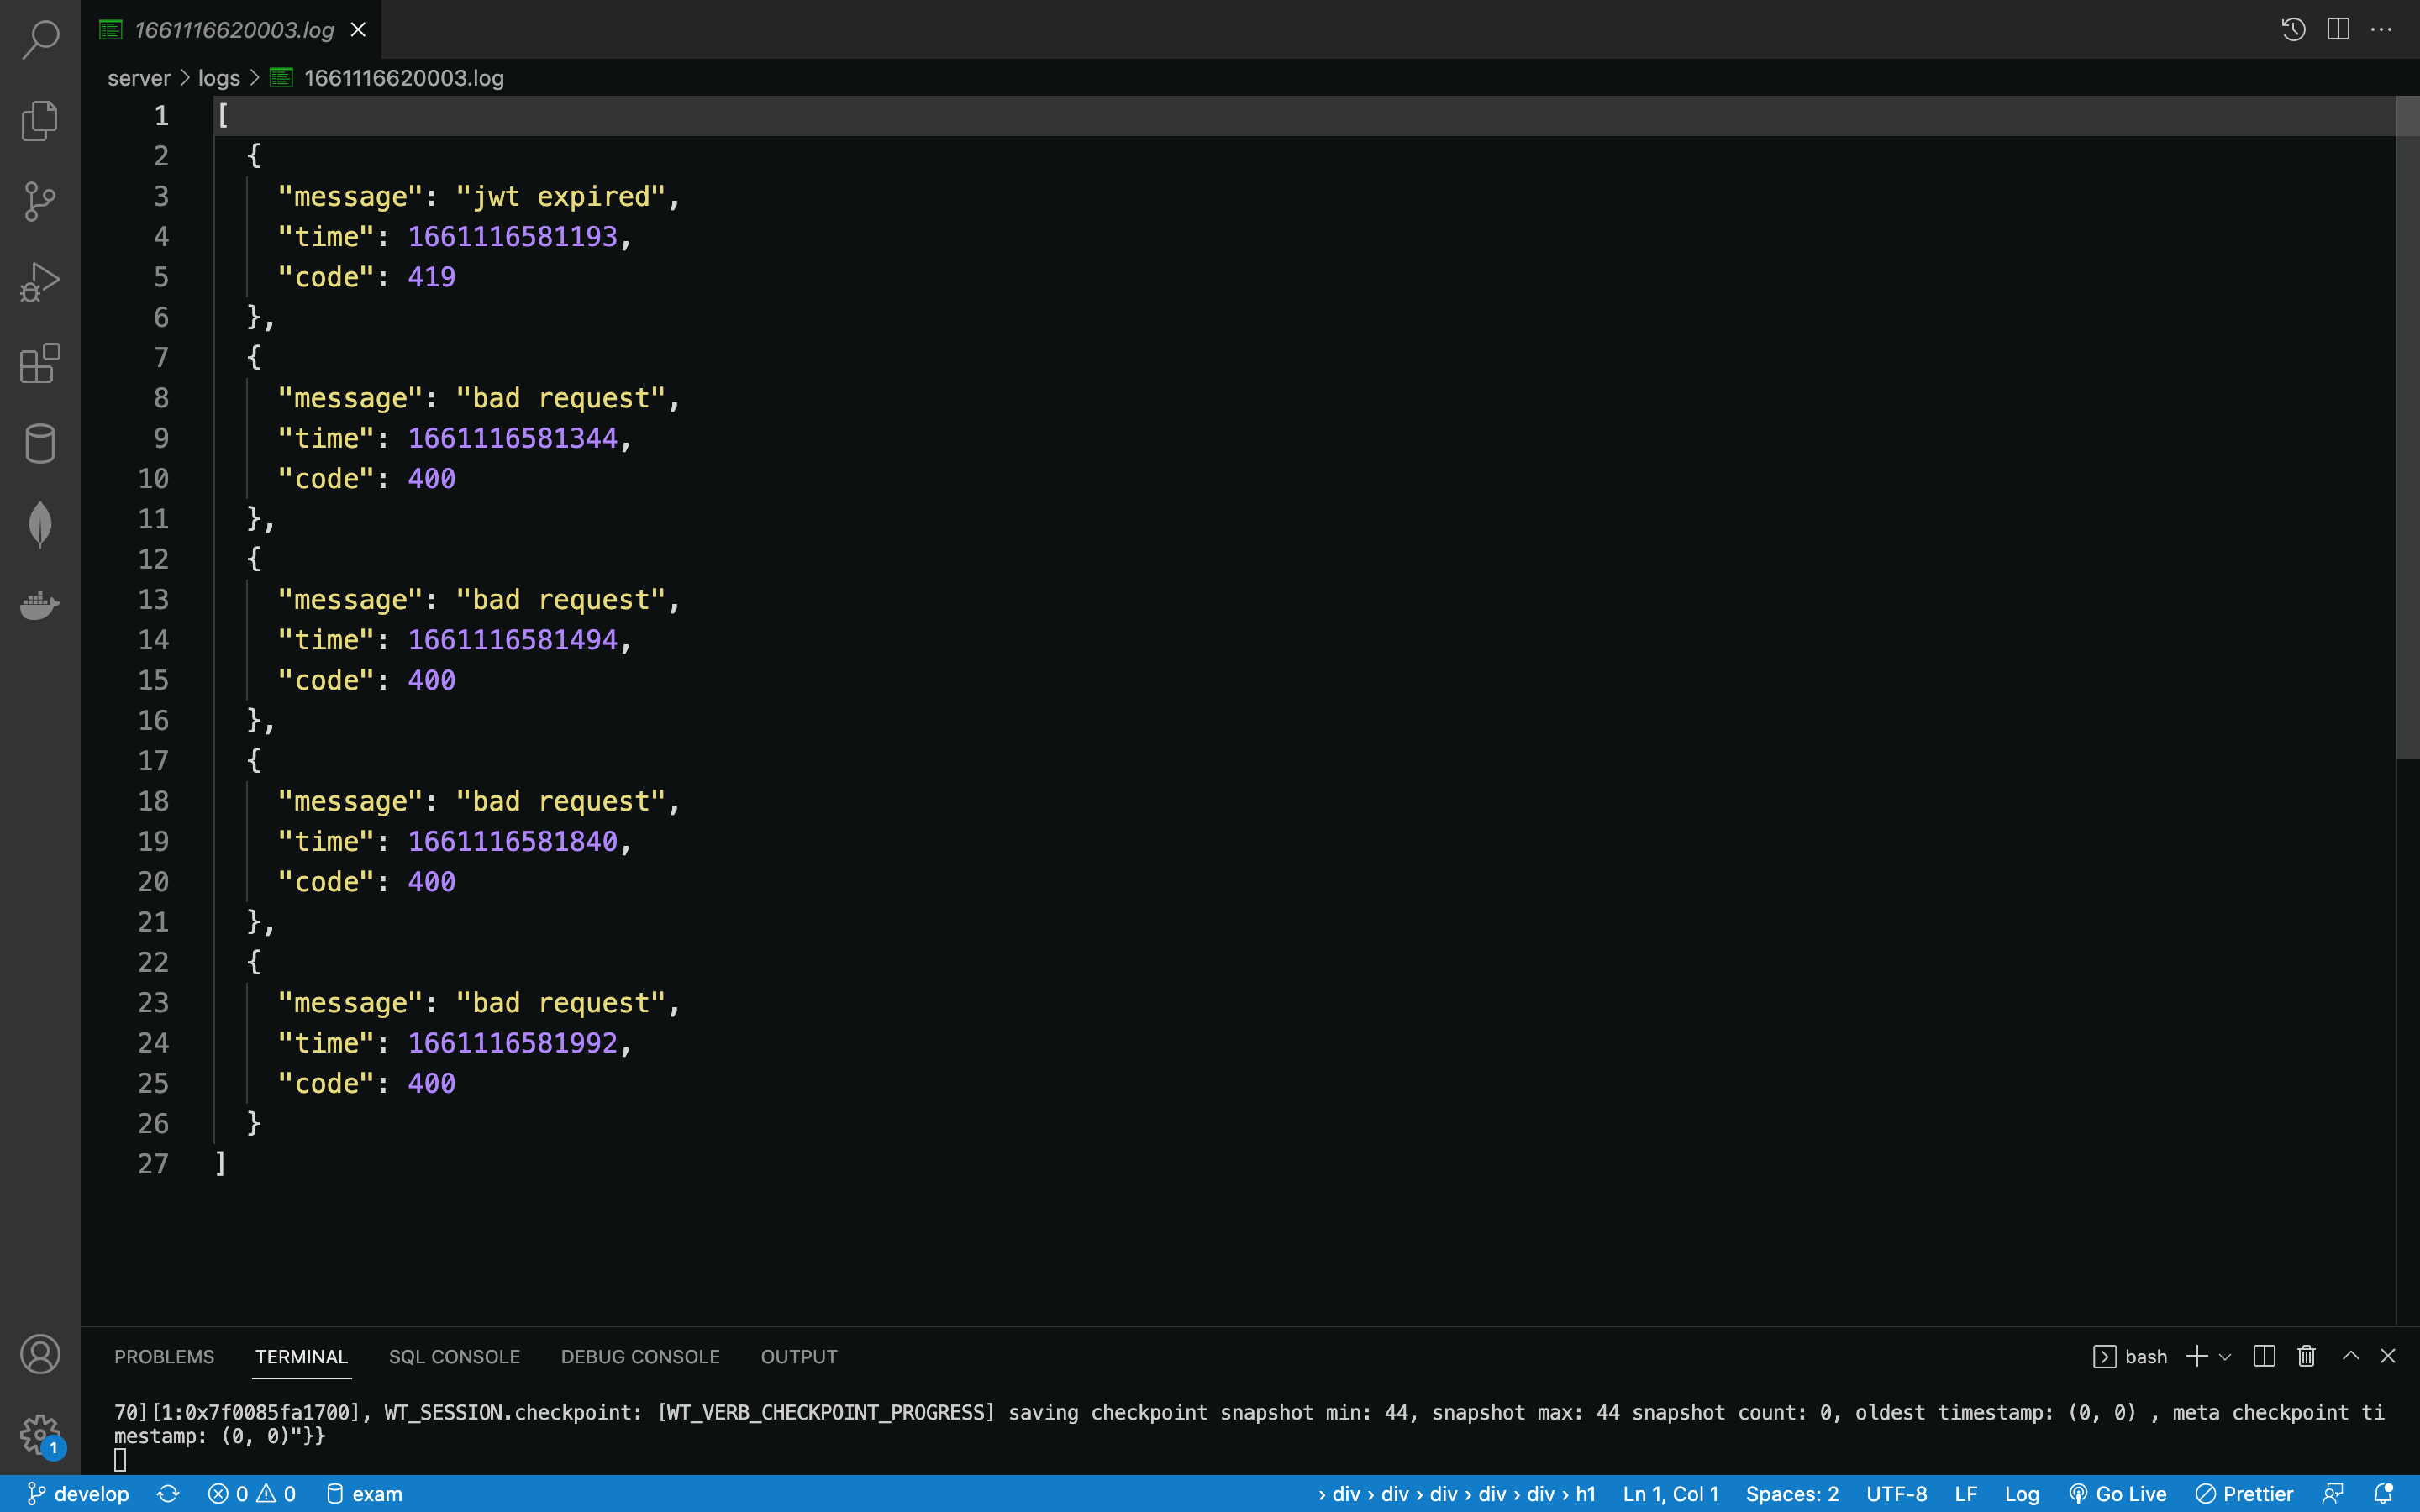 1661116620003.log
server > logs > 1661116620003.log
1 [
2 {
3 "message": "jwt expired",
4 "time": 1661116581193,
5 "code": 419
6 },
7 {
8 "message": "bad request",
9 "time": 1661116581344,
10 "code": 400
11 },
12 {
13 "message": "bad request",
14 "time": 1661116581494,
15 "code": 400
16 },
17 {
18 "message": "bad request",
19 "time": 1661116581840,
20 "code": 400
21 },
22 {
23 "message": "bad request",
24 "time": 1661116581992,
25 "code": 400
26 }
27 ]
PROBLEMS TERMINAL SQL CONSOLE DEBUG CONSOLE OUTPUT bash
70][1:0x7f0085fa1700], WT_SESSION.checkpoint: [WT_VERB_CHECKPOINT_PROGRESS] saving checkpoint snapshot min: 44, snapshot max: 44 snapshot count: 0, oldest timestamp: (0, 0) , meta checkpoint ti
mestamp: (0, 0)"}}
1
develop 0 0 exam › div › div › div › div › div › h1 Ln 1, Col 1 Spaces: 2 UTF-8 LF Log Go Live Prettier